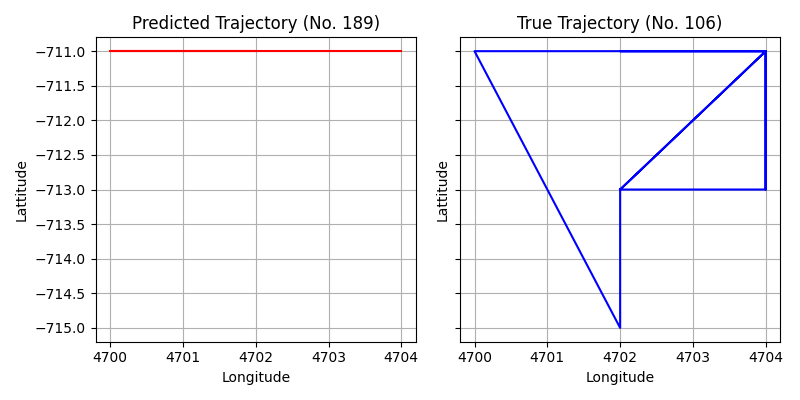 Predicted Trajectory (No. 189)
True Trajectory (No. 106)
−711.0
−711.5
−712.0
−712.5
−713.0
−713.5
−714.0
−714.5
−715.0
Lattitude
Lattitude
4700 4701 4702 4703 4704
4700 4701 4702 4703 4704
Longitude
Longitude